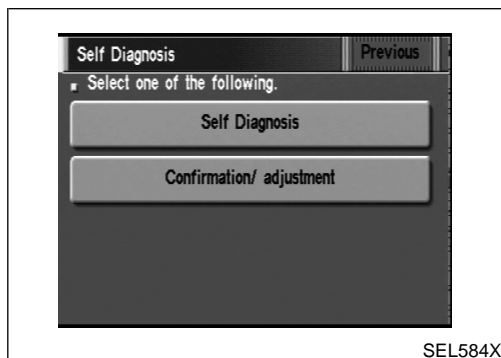 Self Diagnosis Previous
Select one of the following.
Self Diagnosis
Confirmation/ adjustment
SEL584X